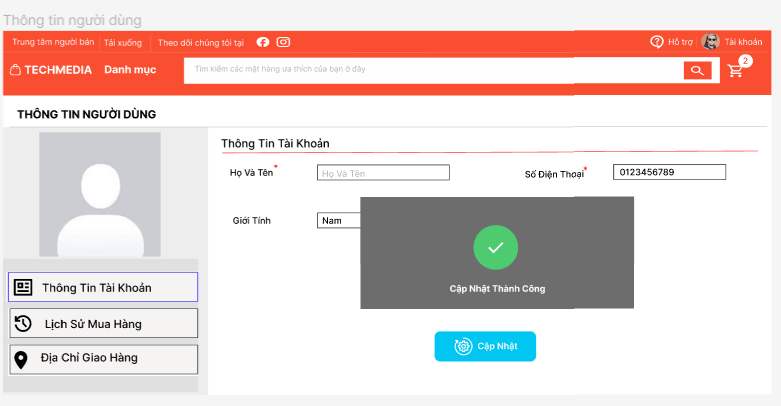 Thông tin người dùng
Trung tâm người bán Tải xuống Theo dõi chúng tôi tại Hỗ trợ Tài khoản
TECHMEDIA Danh mục Tìm kiếm các mặt hàng ưa thích của bạn ở đây 2
THÔNG TIN NGƯỜI DÙNG
Thông Tin Tài Khoản
Họ Và Tên * Họ Và Tên Số Điện Thoại * 0123456789
Giới Tính Nam
Cập Nhật Thành Công
Thông Tin Tài Khoản
Lịch Sử Mua Hàng
Cập Nhật
Địa Chỉ Giao Hàng